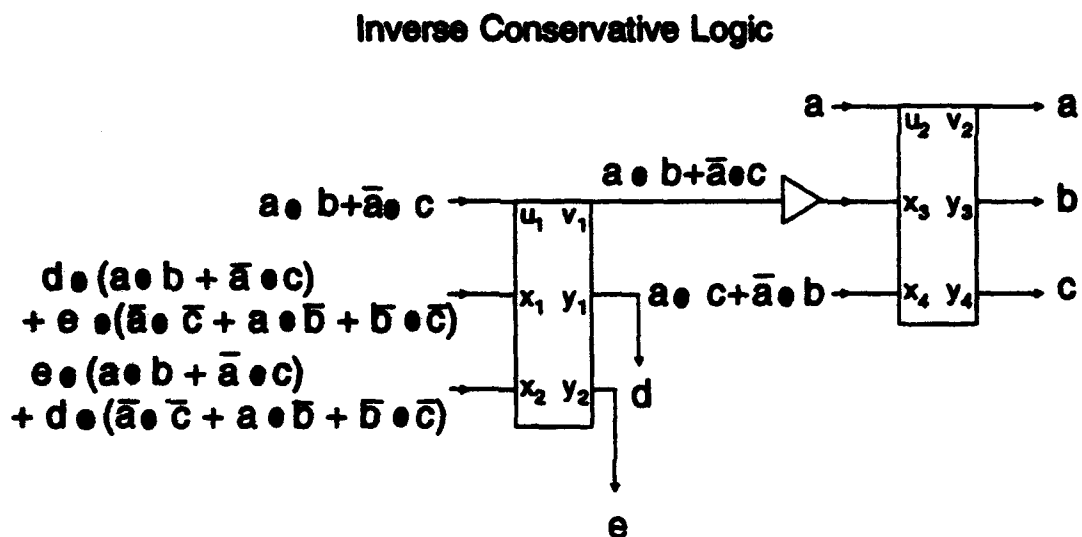 Inverse Conservative Logic
a
u₂ v₂
a
a • b+a̅•c
a • b+a̅• c
u₁ v₁
x₃ y₃
b
d •(a• b + a̅ •c)
+ e •(a̅• c̅ + a •b̅ + b̅ •c̅)
x₁ y₁
a • c+a̅• b
x₄ y₄
c
e •(a• b + a̅ •c)
+ d •(a̅• c̅ + a •b̅ + b̅ •c̅)
x₂ y₂
d
e